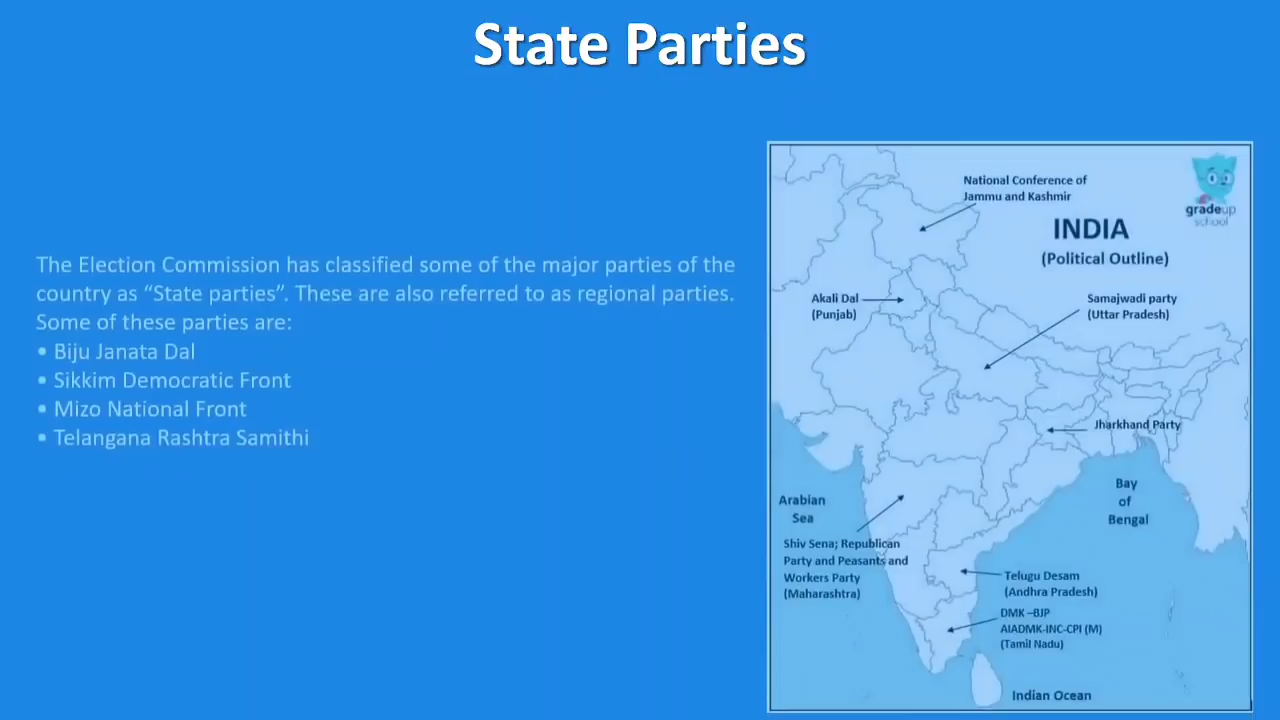 State Parties
The Election Commission has classified some of the major parties of the
country as “State parties”. These are also referred to as regional parties.
Some of these parties are:
• Biju Janata Dal
• Sikkim Democratic Front
• Mizo National Front
• Telangana Rashtra Samithi
National Conference of
Jammu and Kashmir
gradeup
school
INDIA
(Political Outline)
Akali Dal
(Punjab)
Samajwadi party
(Uttar Pradesh)
Jharkhand Party
Arabian
Sea
Bay
of
Bengal
Shiv Sena; Republican
Party and Peasants and
Workers Party
(Maharashtra)
Telugu Desam
(Andhra Pradesh)
DMK –BJP
AIADMK-INC-CPI (M)
(Tamil Nadu)
Indian Ocean